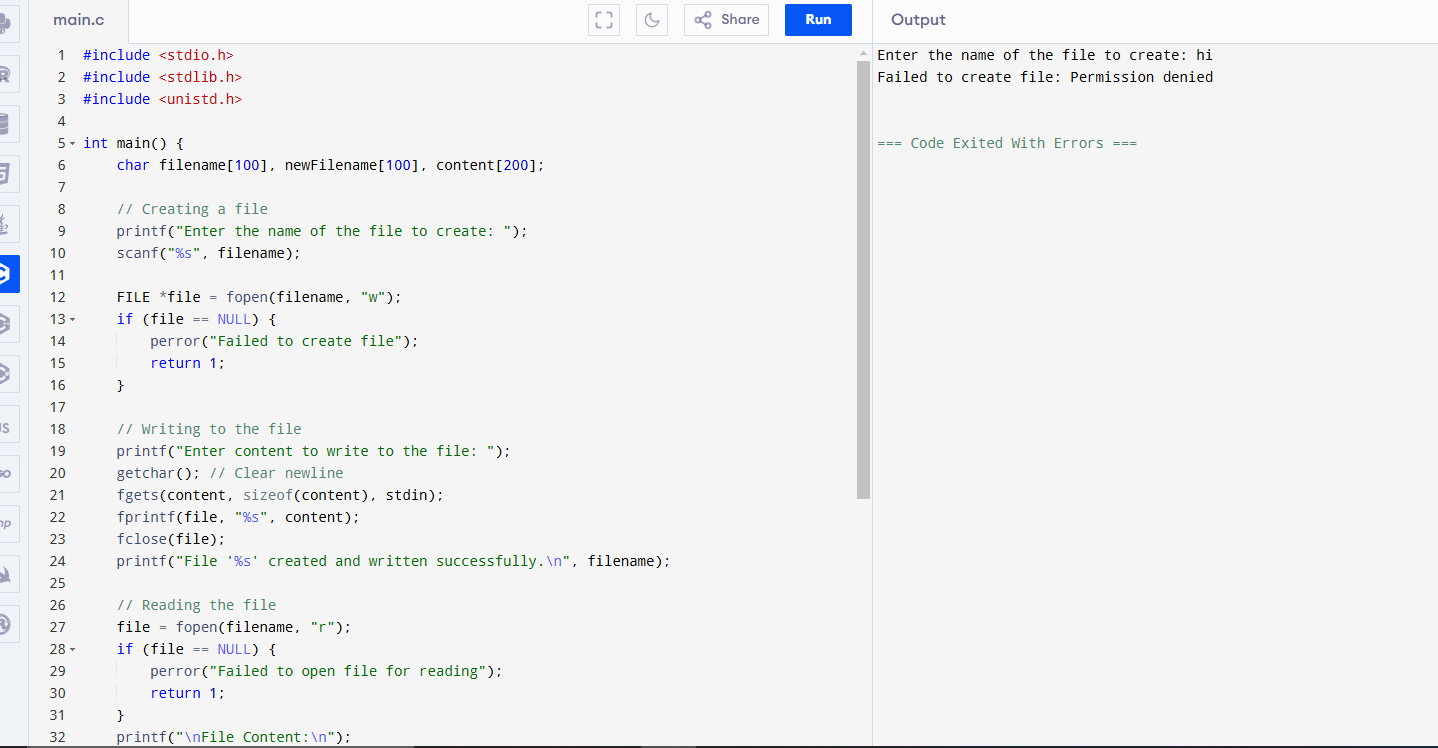 main.c
Share
Run
Output
1 #include <stdio.h>
2 #include <stdlib.h>
3 #include <unistd.h>
4
5 int main() {
6     char filename[100], newFilename[100], content[200];
7
8     // Creating a file
9     printf("Enter the name of the file to create: ");
10     scanf("%s", filename);
11
12     FILE *file = fopen(filename, "w");
13     if (file == NULL) {
14         perror("Failed to create file");
15         return 1;
16     }
17
18     // Writing to the file
19     printf("Enter content to write to the file: ");
20     getchar(); // Clear newline
21     fgets(content, sizeof(content), stdin);
22     fprintf(file, "%s", content);
23     fclose(file);
24     printf("File '%s' created and written successfully.\n", filename);
25
26     // Reading the file
27     file = fopen(filename, "r");
28     if (file == NULL) {
29         perror("Failed to open file for reading");
30         return 1;
31     }
32     printf("\nFile Content:\n");
Enter the name of the file to create: hi
Failed to create file: Permission denied
=== Code Exited With Errors ===